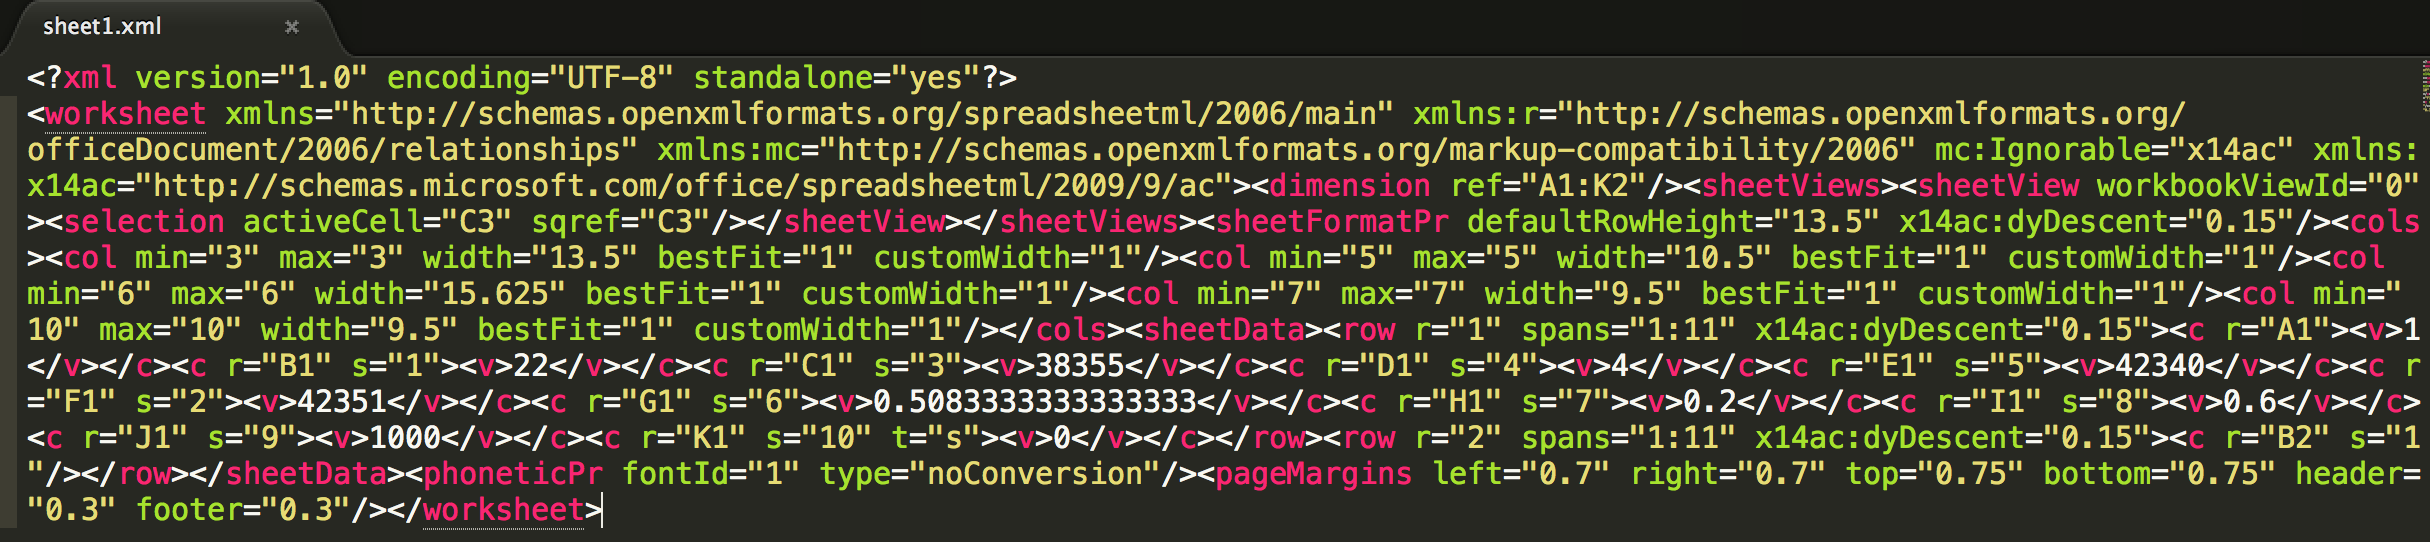 sheet1.xml
<?xml version="1.0" encoding="UTF-8" standalone="yes"?>
<worksheet xmlns="http://schemas.openxmlformats.org/spreadsheetml/2006/main" xmlns:r="http://schemas.openxmlformats.org/
officeDocument/2006/relationships" xmlns:mc="http://schemas.openxmlformats.org/markup-compatibility/2006" mc:Ignorable="x14ac" xmlns:
x14ac="http://schemas.microsoft.com/office/spreadsheetml/2009/9/ac"><dimension ref="A1:K2"/><sheetViews><sheetView workbookViewId="0"
><selection activeCell="C3" sqref="C3"/></sheetView></sheetViews><sheetFormatPr defaultRowHeight="13.5" x14ac:dyDescent="0.15"/><cols
><col min="3" max="3" width="13.5" bestFit="1" customWidth="1"/><col min="5" max="5" width="10.5" bestFit="1" customWidth="1"/><col
min="6" max="6" width="15.625" bestFit="1" customWidth="1"/><col min="7" max="7" width="9.5" bestFit="1" customWidth="1"/><col min="
10" max="10" width="9.5" bestFit="1" customWidth="1"/></cols><sheetData><row r="1" spans="1:11" x14ac:dyDescent="0.15"><c r="A1"><v>1
</v></c><c r="B1" s="1"><v>22</v></c><c r="C1" s="3"><v>38355</v></c><c r="D1" s="4"><v>4</v></c><c r="E1" s="5"><v>42340</v></c><c r
="F1" s="2"><v>42351</v></c><c r="G1" s="6"><v>0.5083333333333333</v></c><c r="H1" s="7"><v>0.2</v></c><c r="I1" s="8"><v>0.6</v></c>
<c r="J1" s="9"><v>1000</v></c><c r="K1" s="10" t="s"><v>0</v></c></row><row r="2" spans="1:11" x14ac:dyDescent="0.15"><c r="B2" s="1
"/></row></sheetData><phoneticPr fontId="1" type="noConversion"/><pageMargins left="0.7" right="0.7" top="0.75" bottom="0.75" header=
"0.3" footer="0.3"/></worksheet>